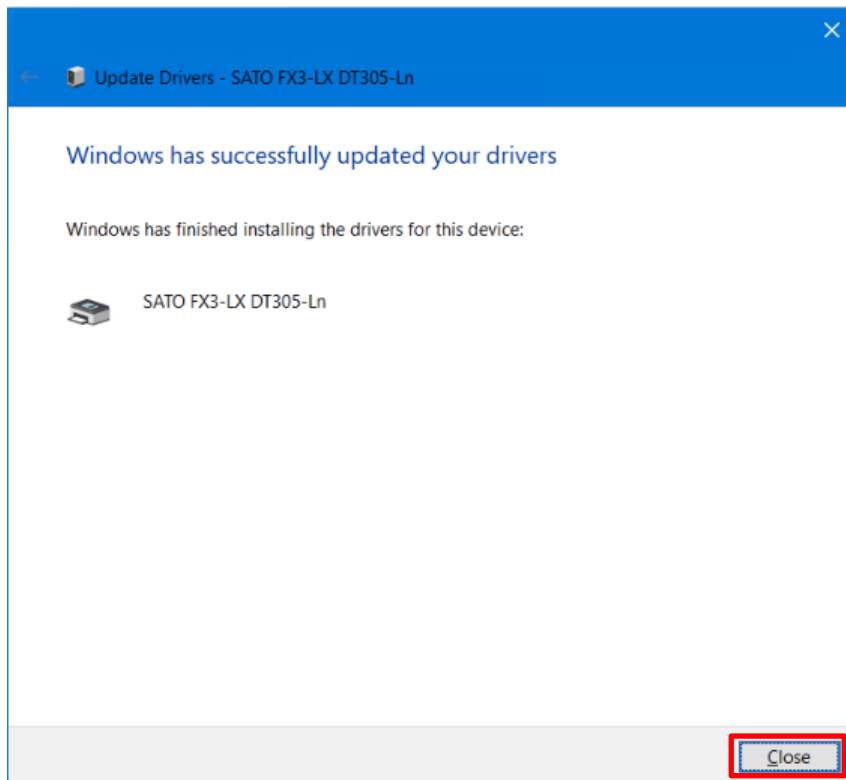 Update Drivers - SATO FX3-LX DT305-Ln
Windows has successfully updated your drivers
Windows has finished installing the drivers for this device:
SATO FX3-LX DT305-Ln
Close